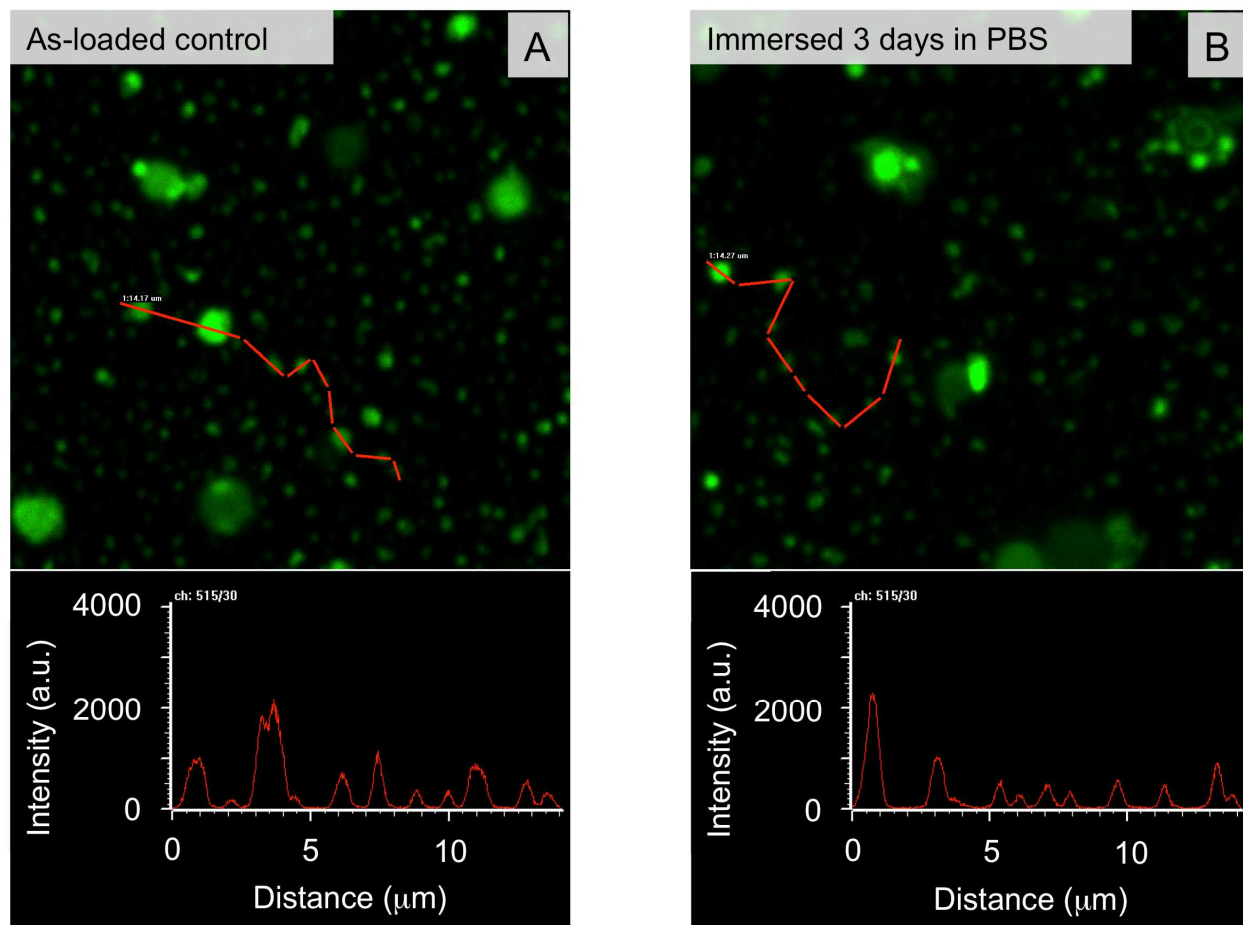 As-loaded control
A
1:14.17 um
ch: 515/30
4000
2000
0
Intensity (a.u.)
0 5 10
Distance (μm)
Immersed 3 days in PBS
B
1:14.27 um
ch: 515/30
4000
2000
0
Intensity (a.u.)
0 5 10
Distance (μm)